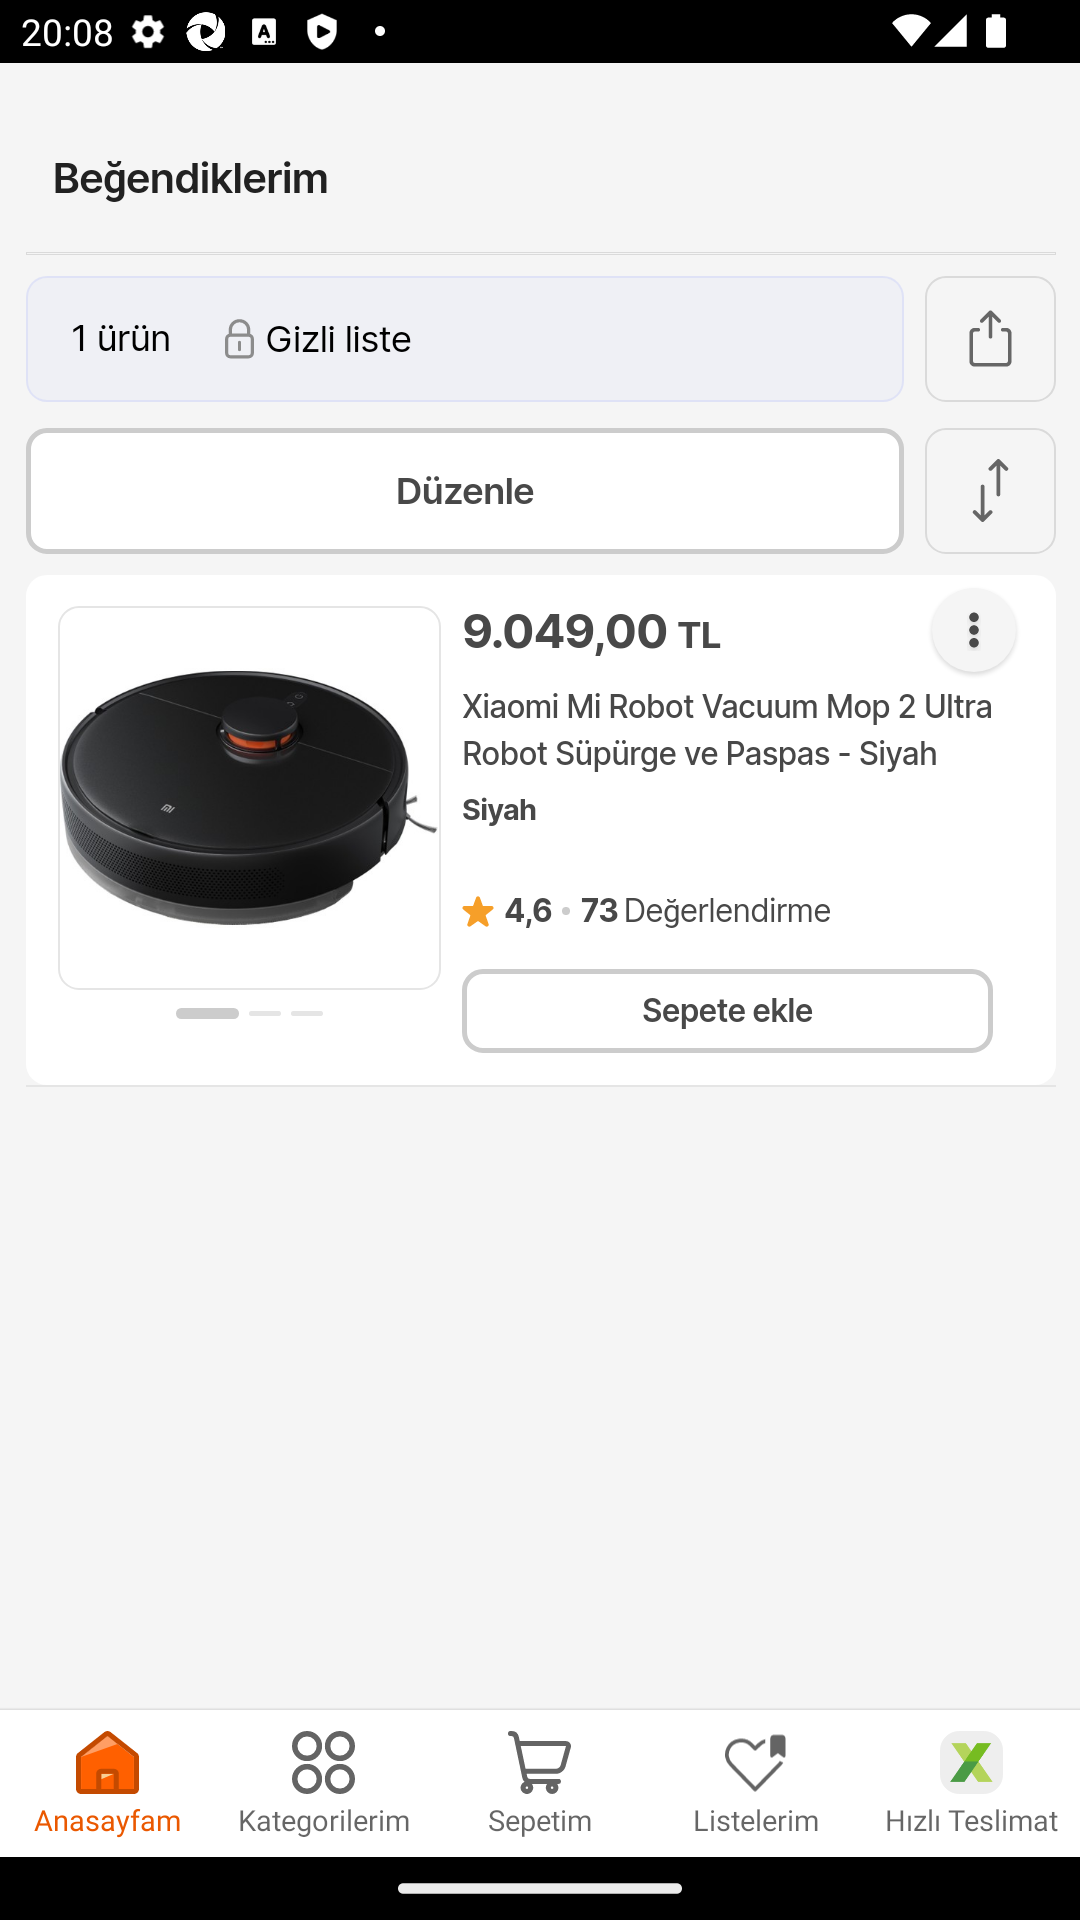 20:08
Beğendiklerim
1 ürün Gizli liste
Düzenle
9.049,00 TL
Xiaomi Mi Robot Vacuum Mop 2 Ultra
Robot Süpürge ve Paspas - Siyah
Siyah
4,6 • 73 Değerlendirme
Sepete ekle
Anasayfam Kategorilerim Sepetim Listelerim Hızlı Teslimat